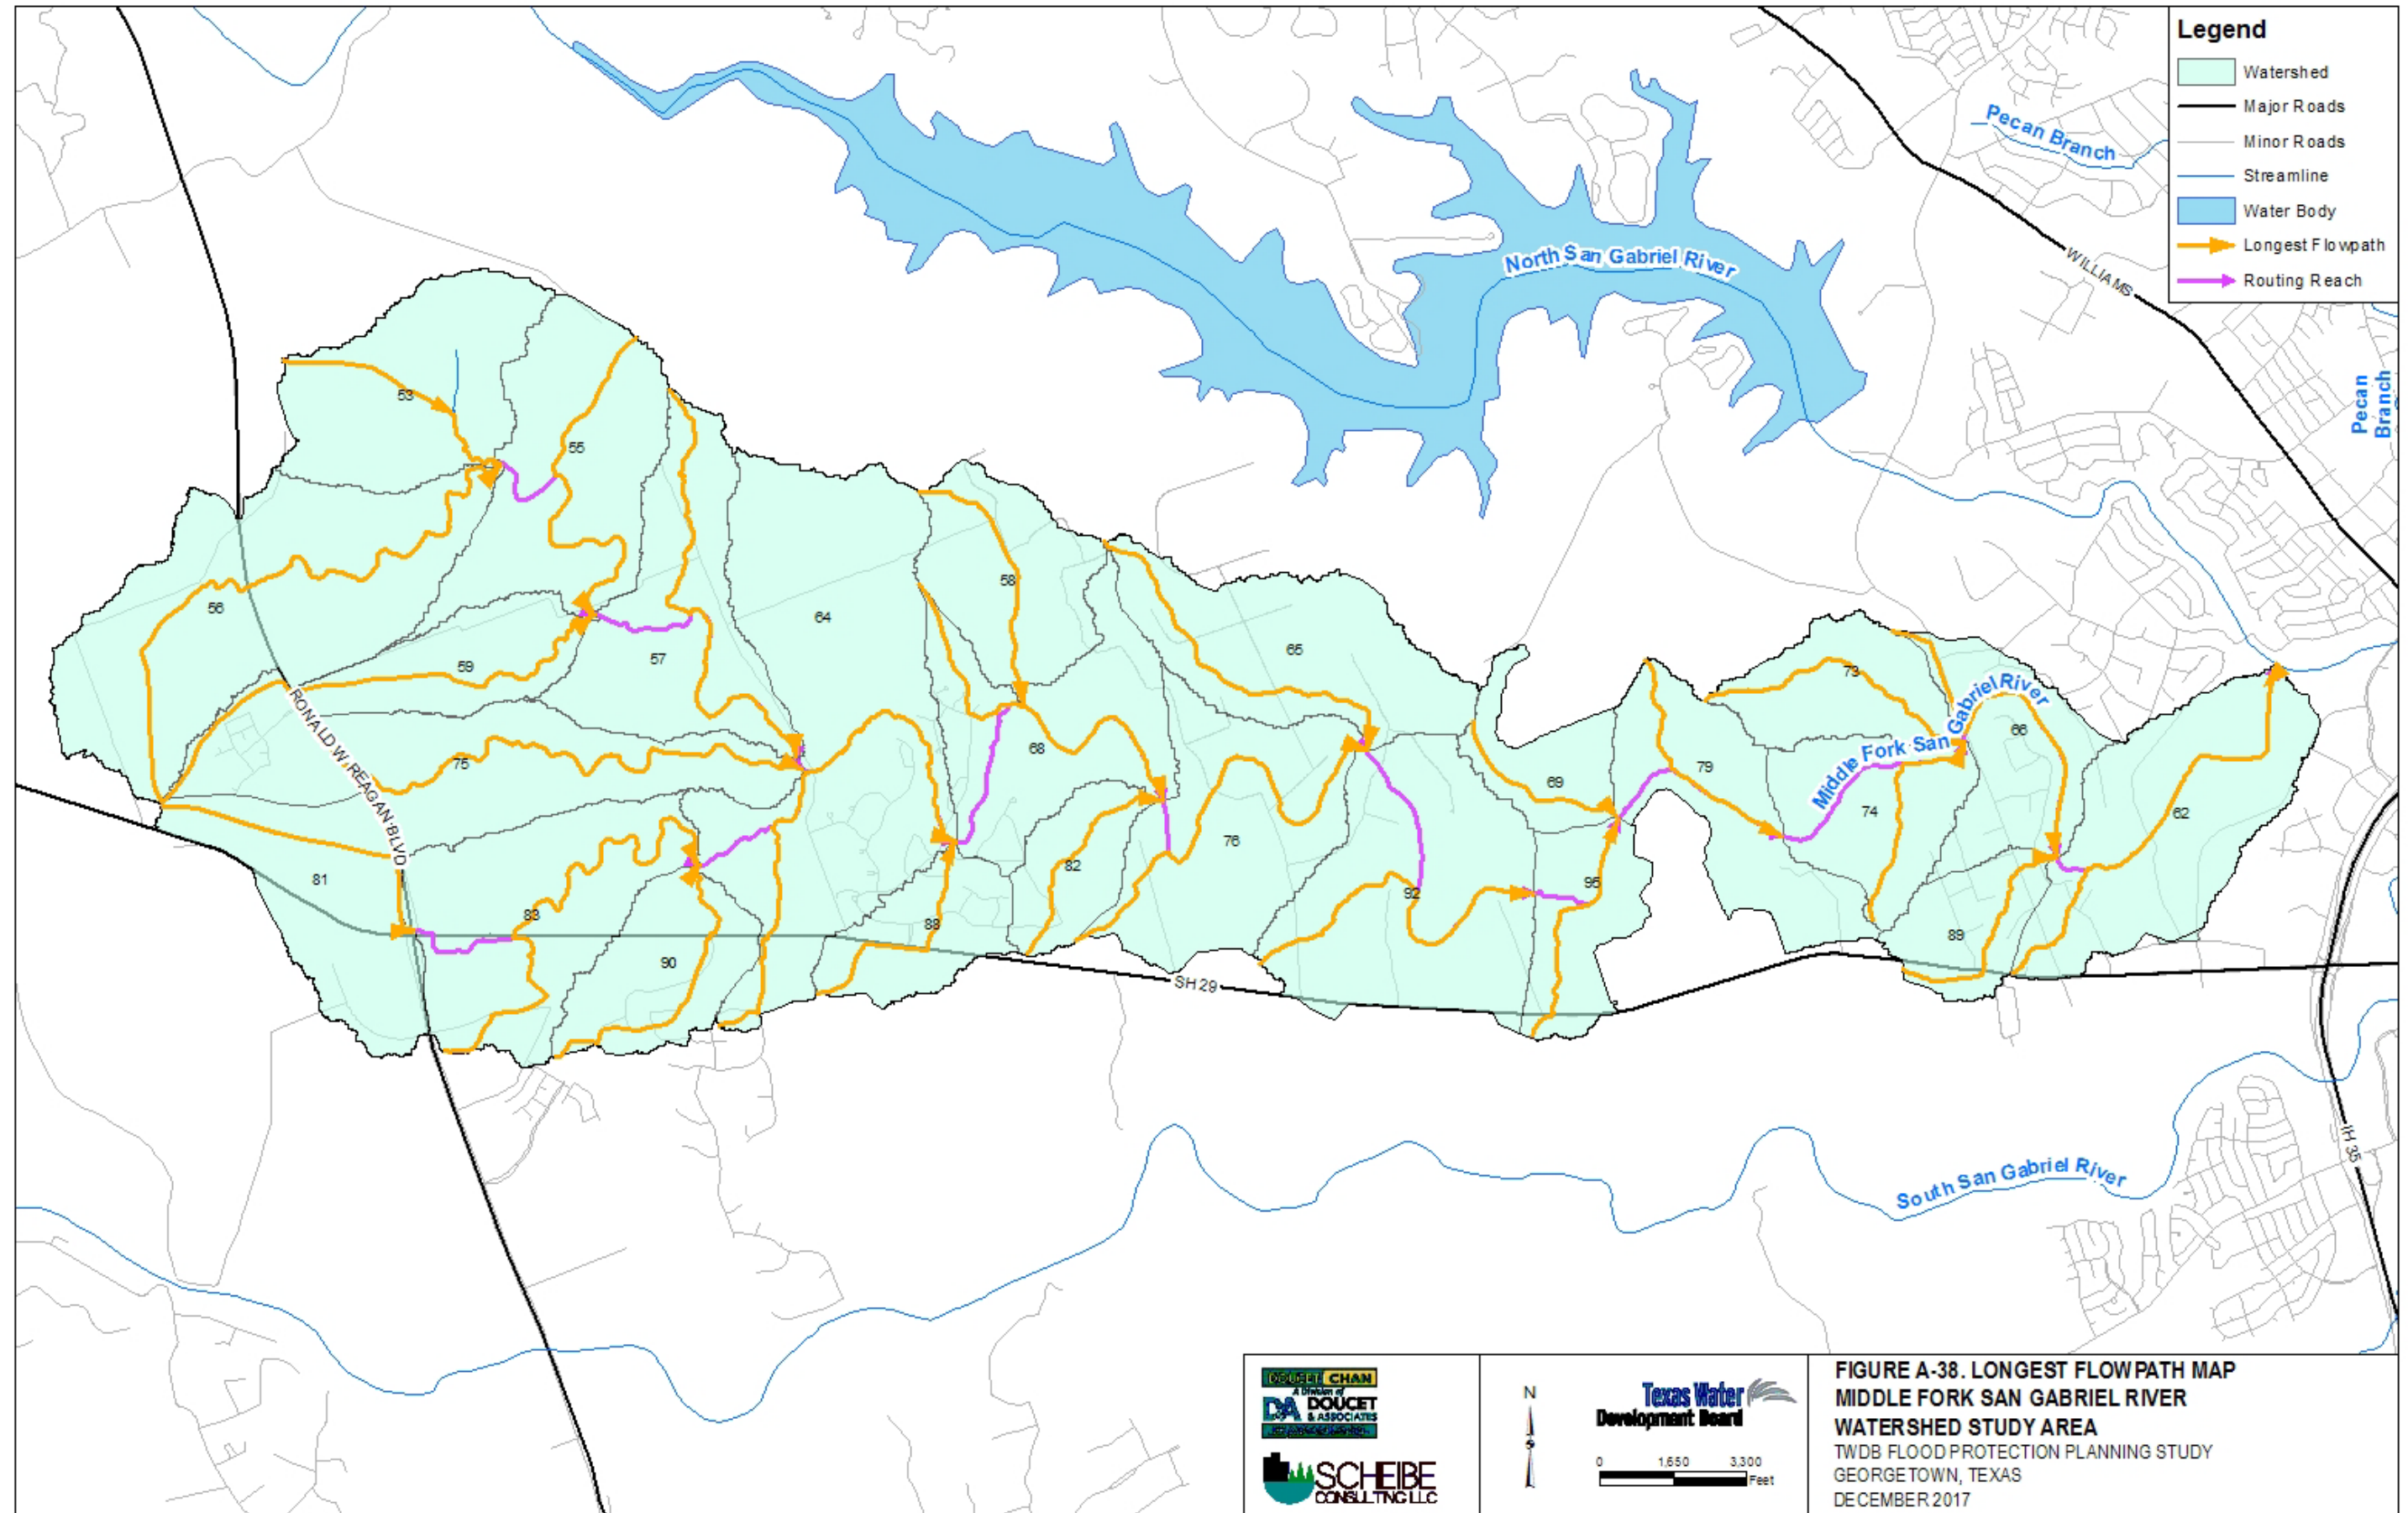 Legend
Watershed
Major Roads
Minor Roads
Streamline
Water Body
Longest Flowpath
Routing Reach
Pecan Branch
WILLIAMS
North San Gabriel River
Pecan
Branch
53
55
56
58
64
59
57
65
73
Middle Fork San Gabriel River
66
68
75
79
69
62
74
76
82
81
92
95
83
88
89
90
RONALD W REAGAN BLVD
SH 29
IH 35
South San Gabriel River
DOUCET CHAN
A Division of
DA DOUCET
& ASSOCIATES
SCHEIBE
CONSULTING LLC
N
Texas Water
Development Board
0 1,650 3,300
Feet
FIGURE A-38. LONGEST FLOWPATH MAP
MIDDLE FORK SAN GABRIEL RIVER
WATERSHED STUDY AREA
TWDB FLOOD PROTECTION PLANNING STUDY
GEORGETOWN, TEXAS
DECEMBER 2017